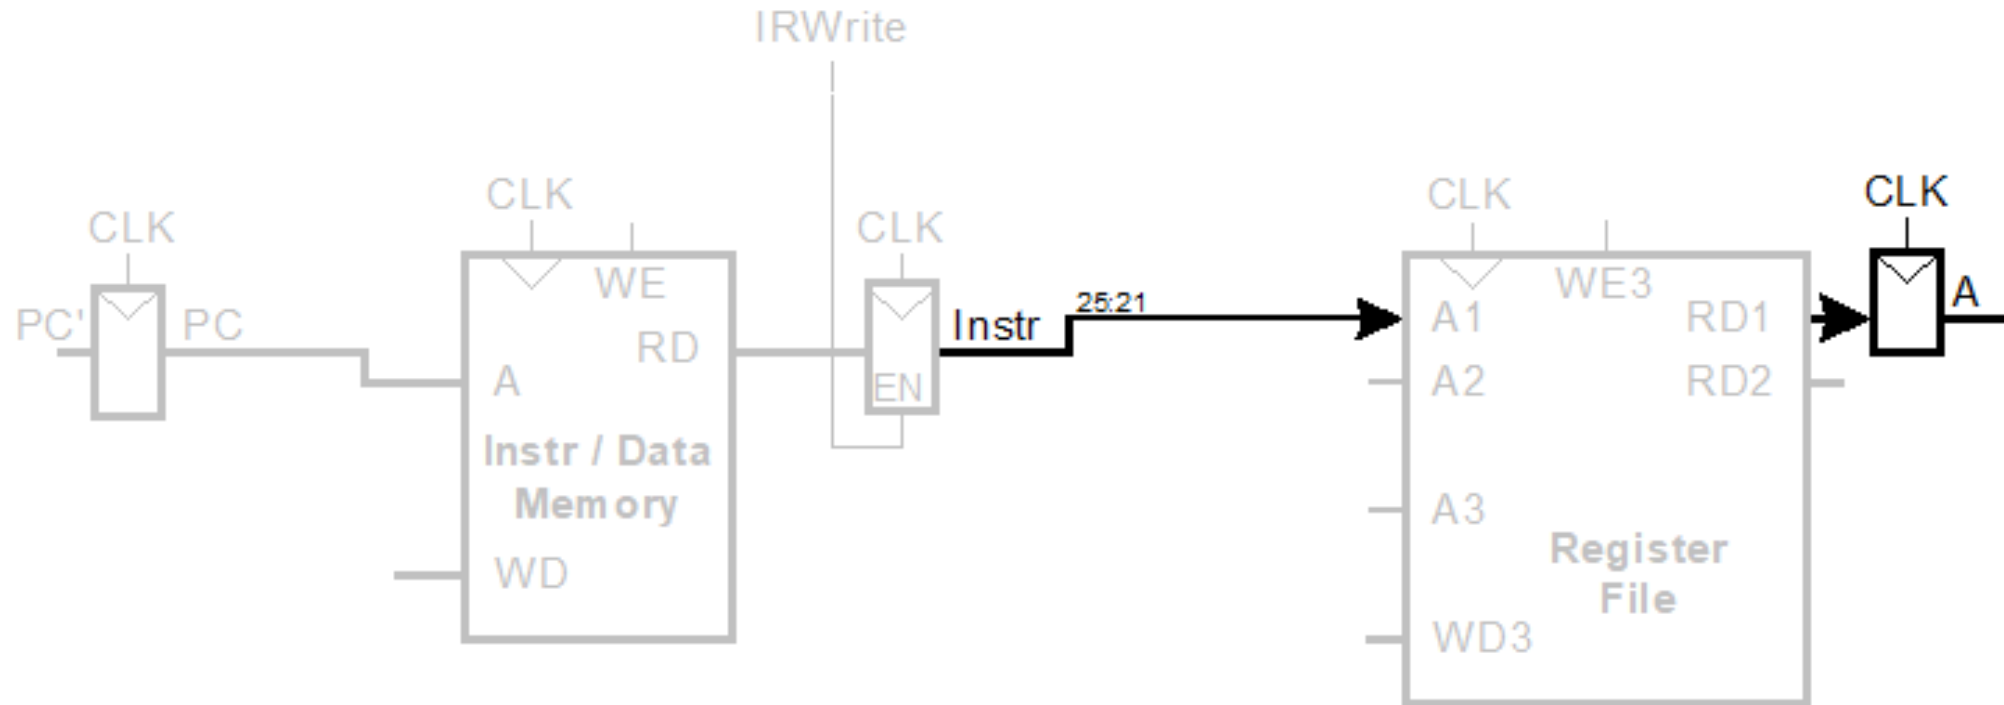 IRWrite
CLK
CLK
CLK
CLK
CLK
PC'
PC
WE
RD
A
Instr / Data
Memory
WD
EN
Instr
25:21
A1
WE3
RD1
A2
RD2
A3
Register
File
WD3
A